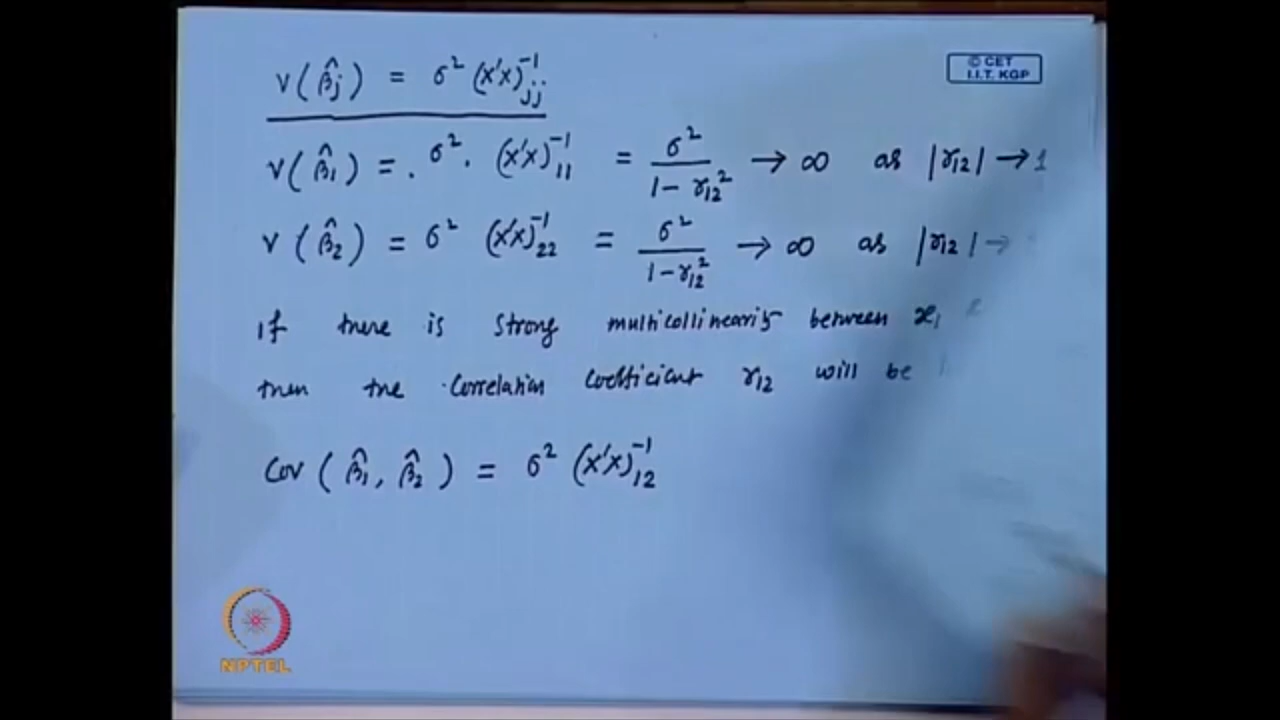 © CET
I.I.T. KGP
V(β̂j) = σ² (x'x)⁻¹jj
V(β̂1) = . σ². (x'x)⁻¹11 = σ² / 1 - r12² → ∞ as |r12| → 1
V(β̂2) = σ² (x'x)⁻¹22 = σ² / 1 - r12² → ∞ as |r12| →
If there is strong multicollinearity between x1
then the correlation coefficient r12 will be
Cov(β̂1, β̂2) = σ² (x'x)⁻¹12
NPTEL